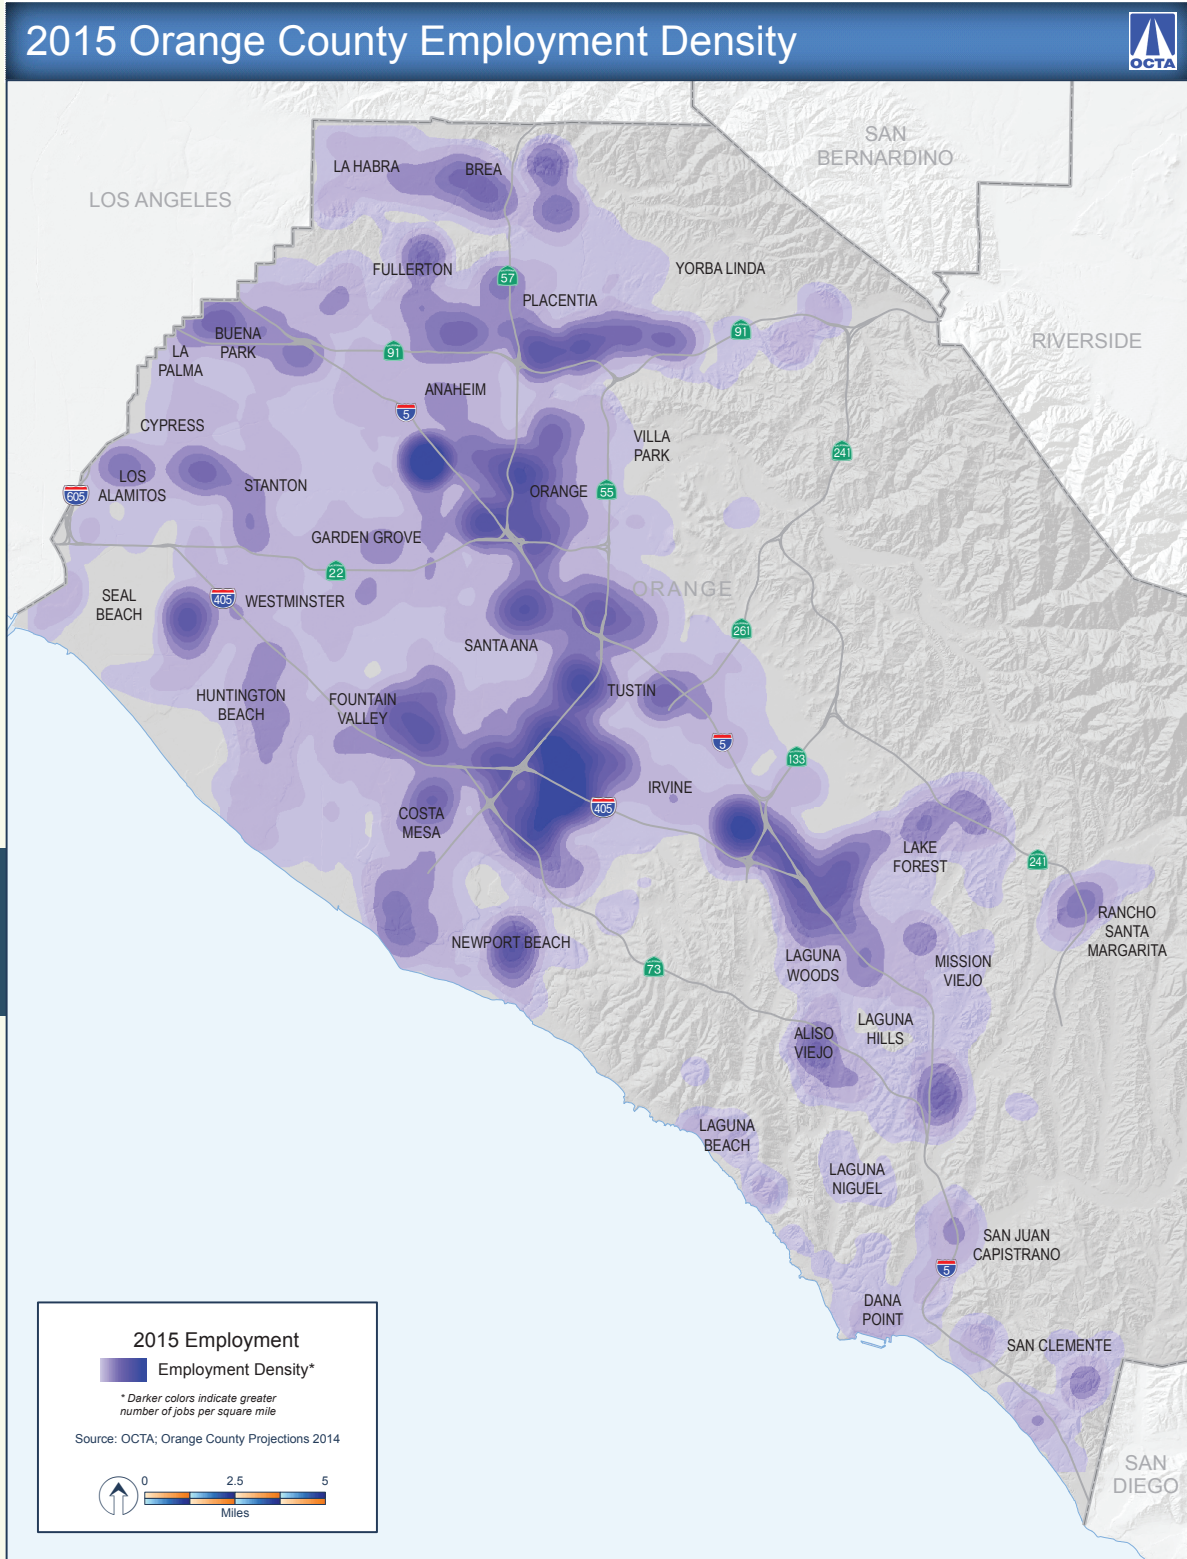 2015 Orange County Employment Density
OCTA
SAN
BERNARDINO
LOS ANGELES
LA HABRA
BREA
FULLERTON
57
YORBA LINDA
PLACENTIA
RIVERSIDE
BUENA
PARK
91
91
LA
PALMA
ANAHEIM
5
CYPRESS
VILLA
PARK
241
LOS
ALAMITOS
605
STANTON
ORANGE
55
GARDEN GROVE
22
ORANGE
SEAL
BEACH
405
WESTMINSTER
261
SANTA ANA
HUNTINGTON
BEACH
FOUNTAIN
VALLEY
TUSTIN
5
133
IRVINE
405
COSTA
MESA
LAKE
FOREST
241
RANCHO
SANTA
MARGARITA
NEWPORT BEACH
73
LAGUNA
WOODS
MISSION
VIEJO
LAGUNA
HILLS
ALISO
VIEJO
LAGUNA
BEACH
LAGUNA
NIGUEL
SAN JUAN
CAPISTRANO
5
DANA
POINT
SAN CLEMENTE
SAN
DIEGO
2015 Employment
Employment Density*
* Darker colors indicate greater
number of jobs per square mile
Source: OCTA; Orange County Projections 2014
0 2.5 5
Miles